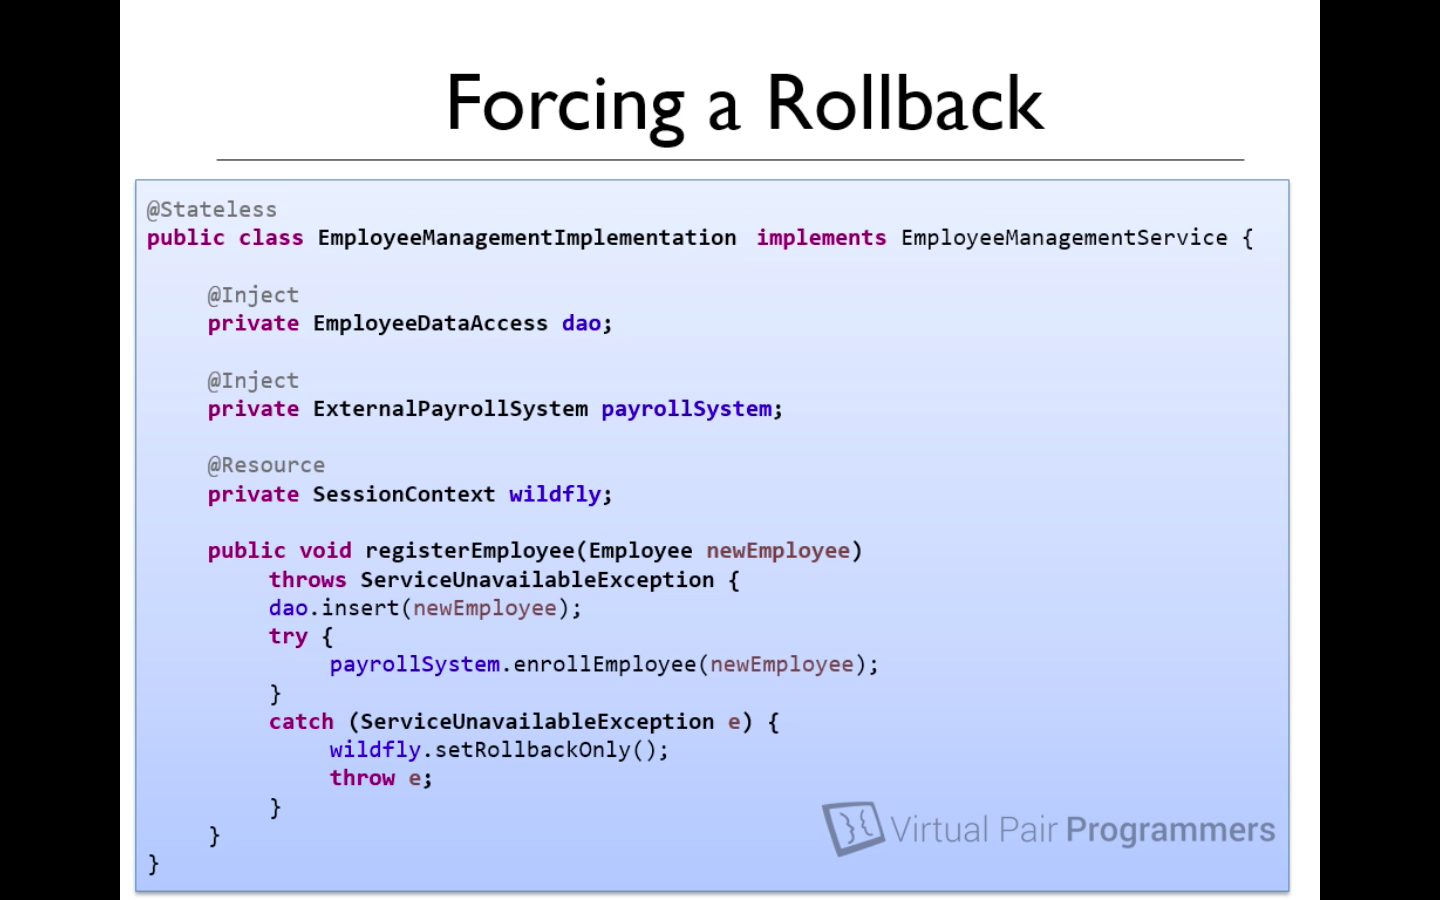 Forcing a Rollback
@Stateless
public class EmployeeManagementImplementation implements EmployeeManagementService {
@Inject
private EmployeeDataAccess dao;
@Inject
private ExternalPayrollSystem payrollSystem;
@Resource
private SessionContext wildfly;
public void registerEmployee(Employee newEmployee)
throws ServiceUnavailableException {
dao.insert(newEmployee);
try {
payrollSystem.enrollEmployee(newEmployee);
}
catch (ServiceUnavailableException e) {
wildfly.setRollbackOnly();
throw e;
}
}
}
Virtual Pair Programmers